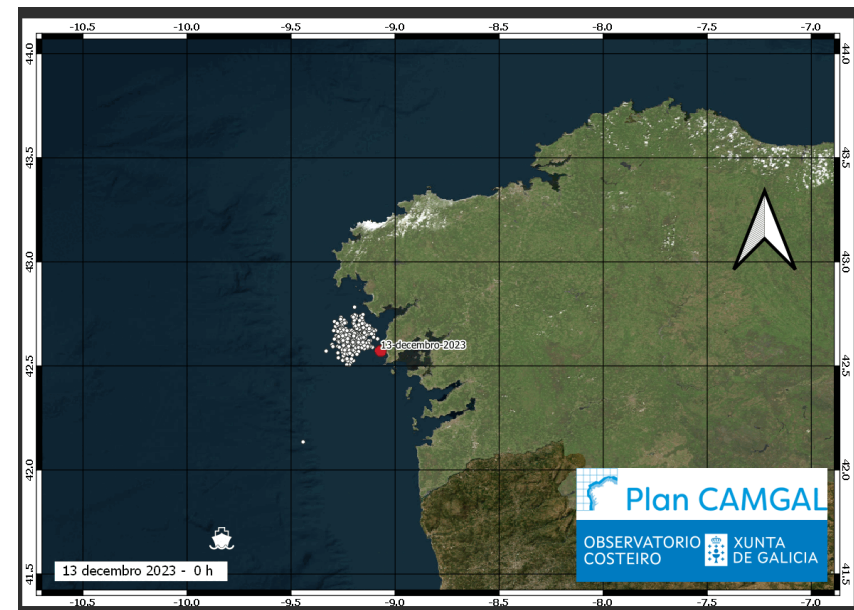 -10.5 -10.0 -9.5 -9.0 -8.5 -8.0 -7.5 -7.0
44.0 44.0
43.5 43.5
43.0 43.0
13-decembro-2023
42.5 42.5
42.0 42.0
Plan CAMGAL
OBSERVATORIO
COSTEIRO
XUNTA
DE GALICIA
13 decembro 2023 - 0 h
41.5 41.5
-10.5 -10.0 -9.5 -9.0 -8.5 -8.0 -7.5 -7.0